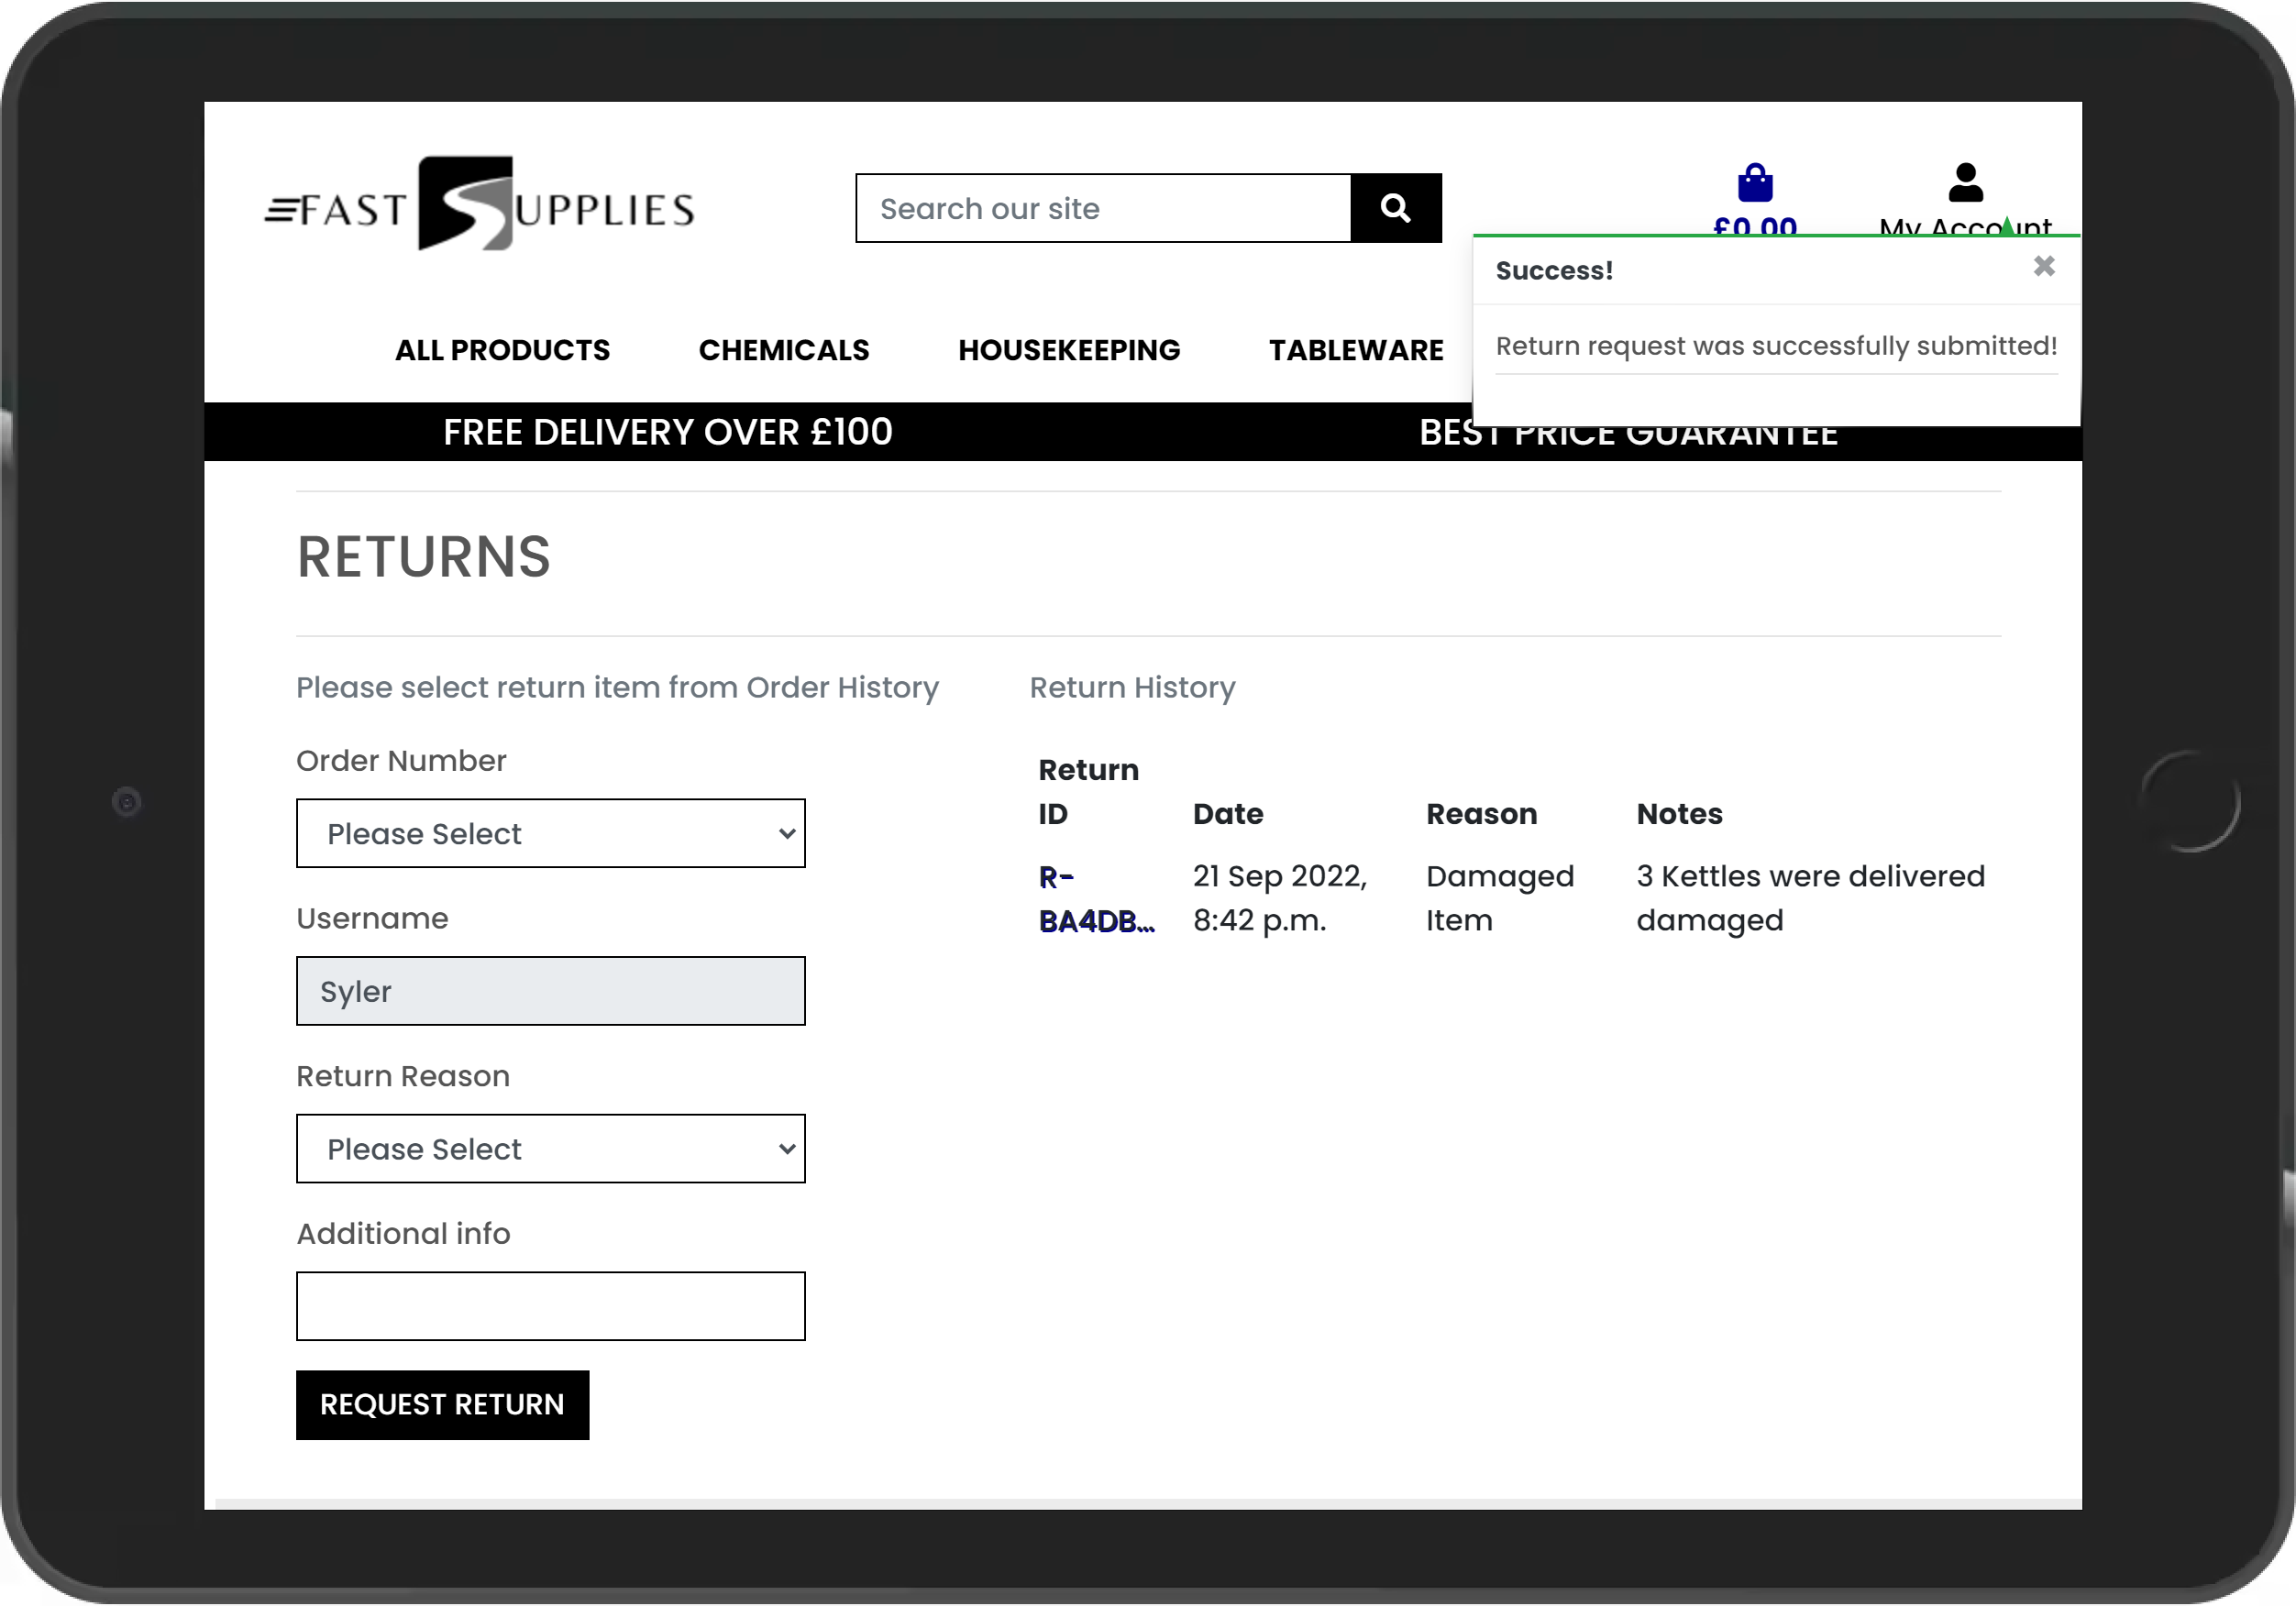 FAST SUPPLIES
Search our site
£0.00
My Account
Success!
Return request was successfully submitted!
ALL PRODUCTS
CHEMICALS
HOUSEKEEPING
TABLEWARE
FREE DELIVERY OVER £100
BEST PRICE GUARANTEE
RETURNS
Please select return item from Order History
Order Number
Please Select
Username
Syler
Return Reason
Please Select
Additional info
REQUEST RETURN
Return History
Return
ID
Date
Reason
Notes
R-
BA4DB...
21 Sep 2022,
8:42 p.m.
Damaged
Item
3 Kettles were delivered
damaged